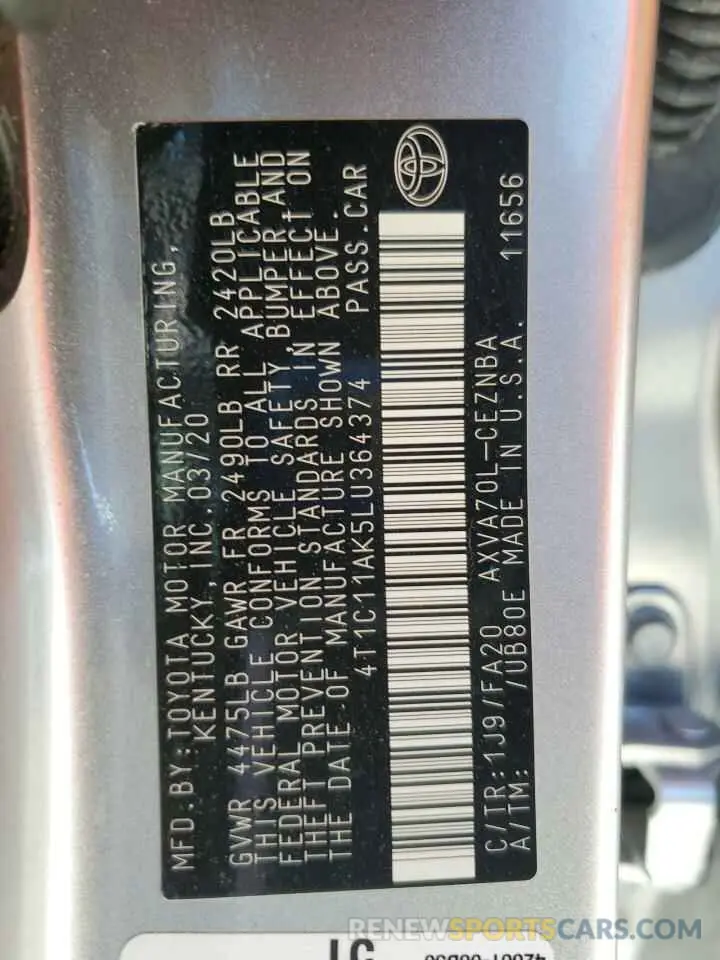 MFD.BY:TOYOTA MOTOR MANUFACTURING,
KENTUCKY, INC. 03/20
GVWR 4475LB GAWR FR 2490LB RR 2420LB
THIS VEHICLE CONFORMS TO ALL APPLICABLE
FEDERAL MOTOR VEHICLE SAFETY, BUMPER AND
THEFT PREVENTION STANDARDS IN EFFECT ON
THE DATE OF MANUFACTURE SHOWN ABOVE.
4T1C11AK5LU364374 PASS.CAR
C/TR:1J9/FA20 AXVA70L-CEZNBA
A/TM: /UB80E MADE IN U.S.A. 11656
RENEWSPORTSCARS.COM